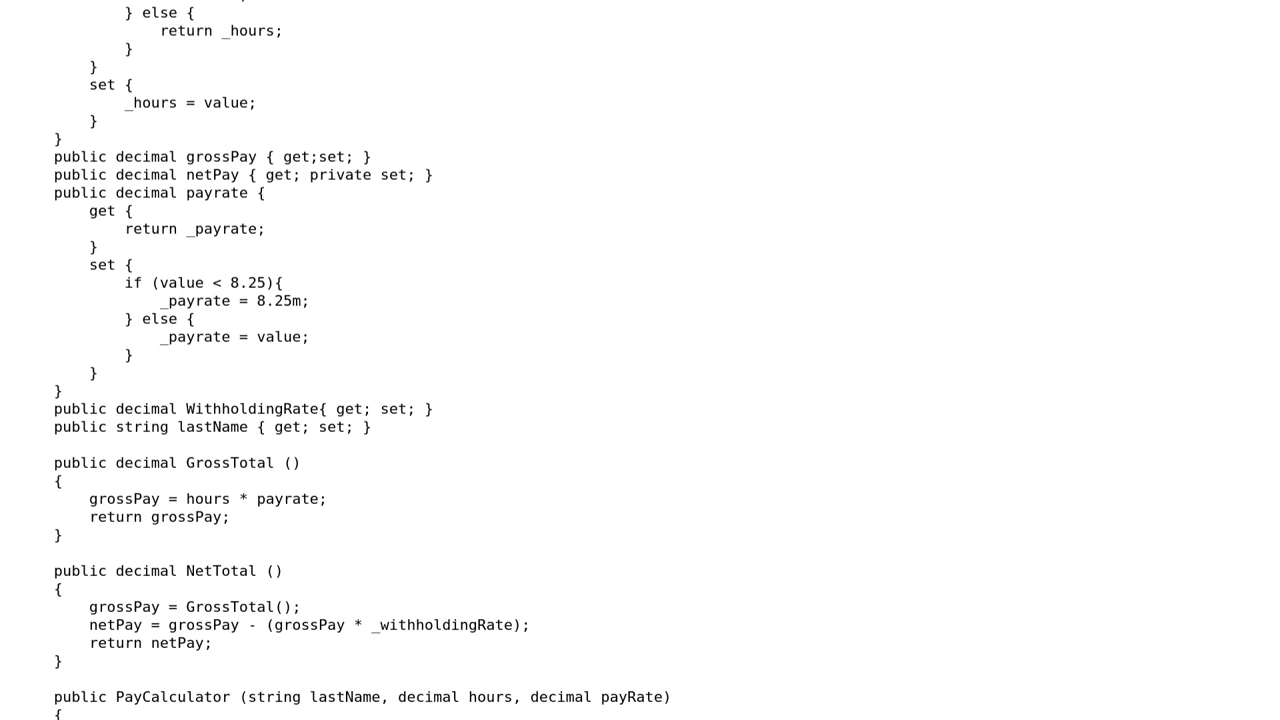 } else {
return _hours;
}
}
set {
_hours = value;
}
}
public decimal grossPay { get;set; }
public decimal netPay { get; private set; }
public decimal payrate {
get {
return _payrate;
}
set {
if (value < 8.25){
_payrate = 8.25m;
} else {
_payrate = value;
}
}
}
public decimal WithholdingRate{ get; set; }
public string lastName { get; set; }
public decimal GrossTotal ()
{
grossPay = hours * payrate;
return grossPay;
}
public decimal NetTotal ()
{
grossPay = GrossTotal();
netPay = grossPay - (grossPay * _withholdingRate);
return netPay;
}
public PayCalculator (string lastName, decimal hours, decimal payRate)
{